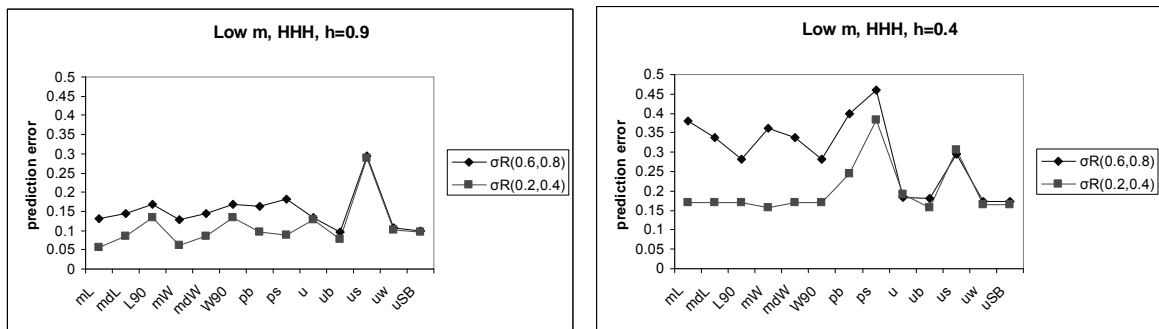 Low m, HHH, h=0.9
prediction error
0.5
0.45
0.4
0.35
0.3
0.25
0.2
0.15
0.1
0.05
0
mL
mdL
L90
mW
mdW
W90
pb
ps
u
ub
us
uw
uSB
σR(0.6,0.8)
σR(0.2,0.4)
Low m, HHH, h=0.4
prediction error
0.5
0.45
0.4
0.35
0.3
0.25
0.2
0.15
0.1
0.05
0
mL
mdL
L90
mW
mdW
W90
pb
ps
u
ub
us
uw
uSB
σR(0.6,0.8)
σR(0.2,0.4)